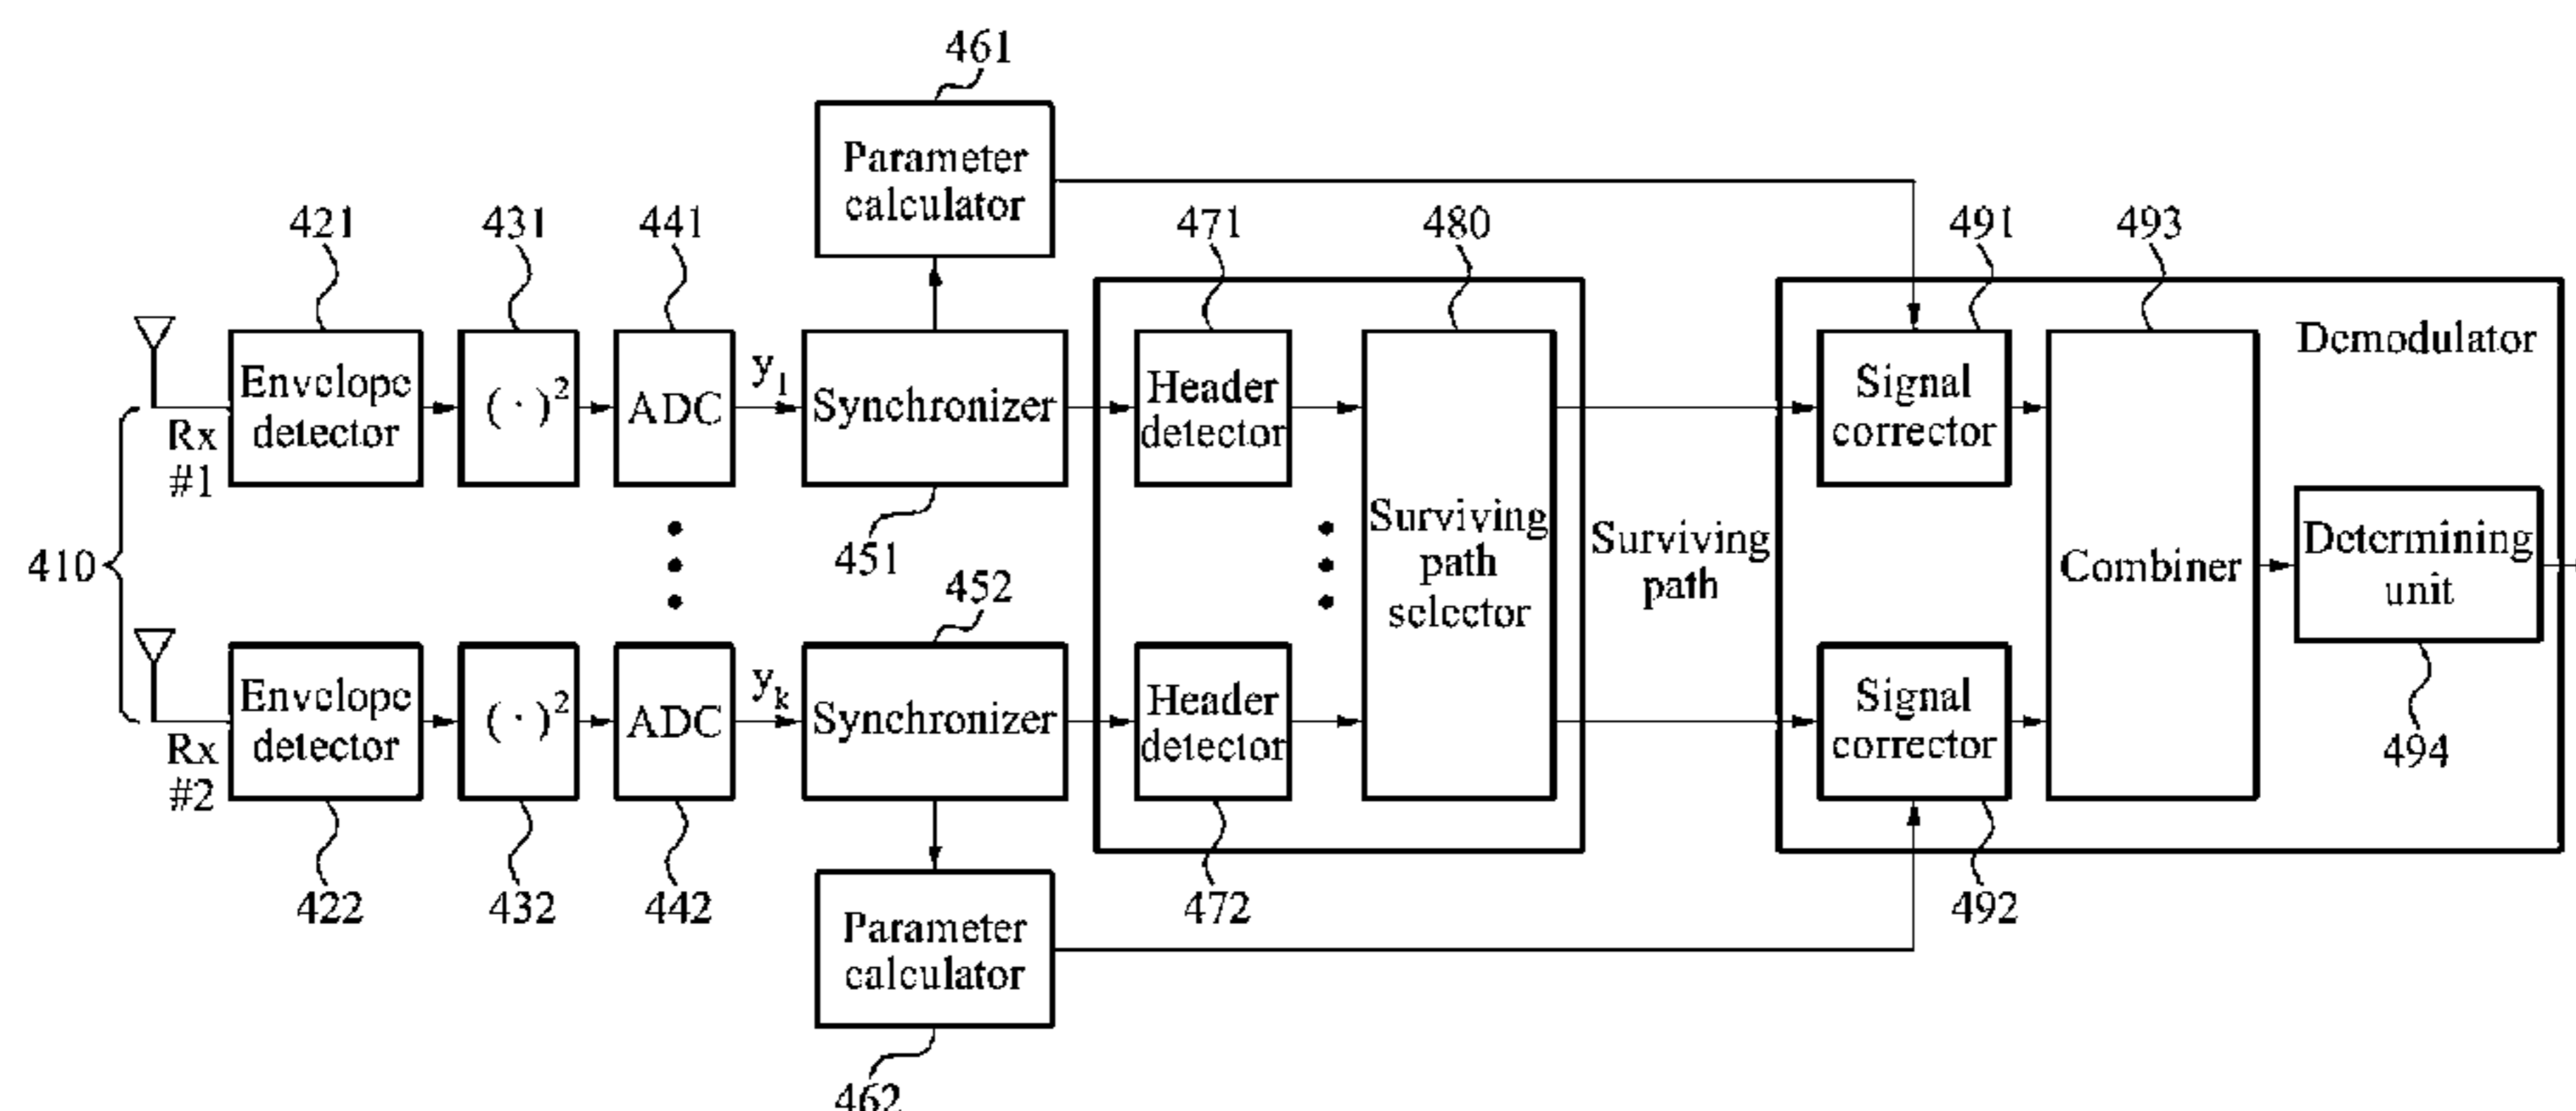 461
Parameter
calculator
421
431
441
471
480
491
493
Envelope
detector
(·)²
ADC
y₁
Synchronizer
Header
detector
Surviving
path
selector
Surviving
path
Signal
corrector
Combiner
Demodulator
Determining
unit
Rx
#1
410
451
452
494
Envelope
detector
(·)²
ADC
yₖ
Synchronizer
Header
detector
Signal
corrector
Rx
#2
422
432
442
472
492
Parameter
calculator
462